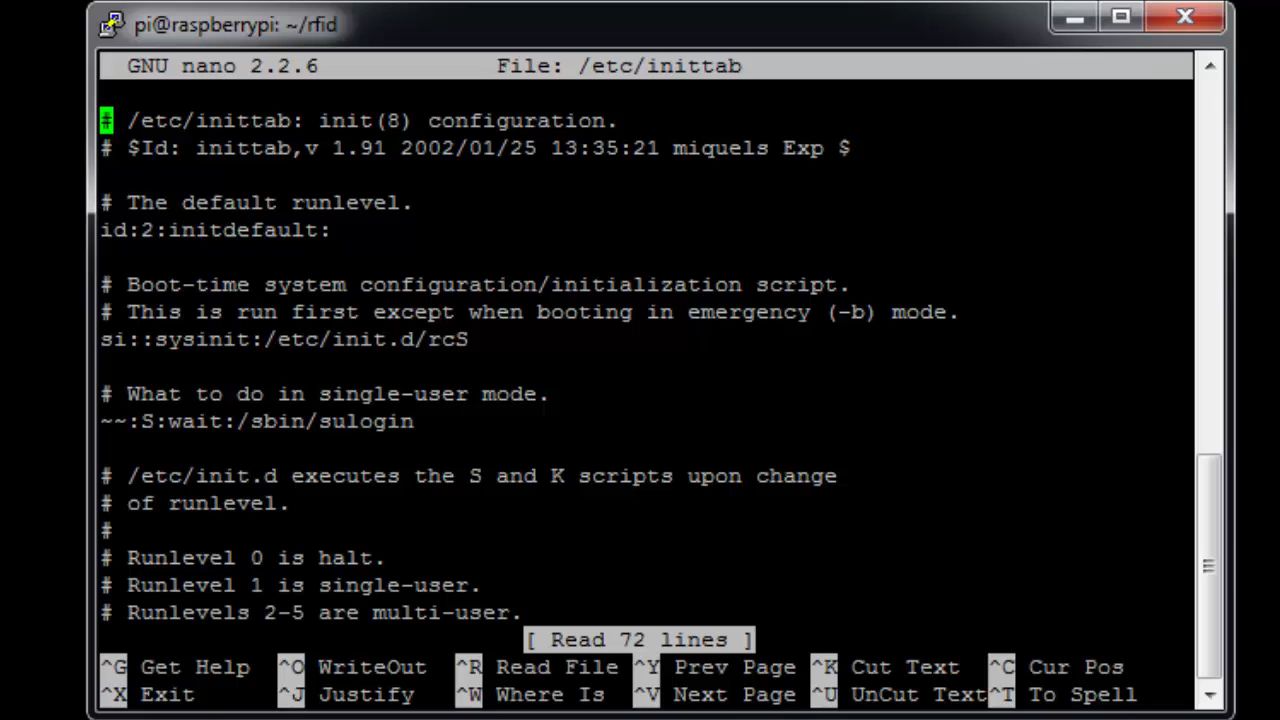 pi@raspberrypi: ~/rfid
GNU nano 2.2.6 File: /etc/inittab
# /etc/inittab: init(8) configuration.
# $Id: inittab,v 1.91 2002/01/25 13:35:21 miquels Exp $
# The default runlevel.
id:2:initdefault:
# Boot-time system configuration/initialization script.
# This is run first except when booting in emergency (-b) mode.
si::sysinit:/etc/init.d/rcS
# What to do in single-user mode.
~~:S:wait:/sbin/sulogin
# /etc/init.d executes the S and K scripts upon change
# of runlevel.
#
# Runlevel 0 is halt.
# Runlevel 1 is single-user.
# Runlevels 2-5 are multi-user.
[ Read 72 lines ]
^G Get Help ^O WriteOut ^R Read File ^Y Prev Page ^K Cut Text ^C Cur Pos
^X Exit ^J Justify ^W Where Is ^V Next Page ^U UnCut Text ^T To Spell